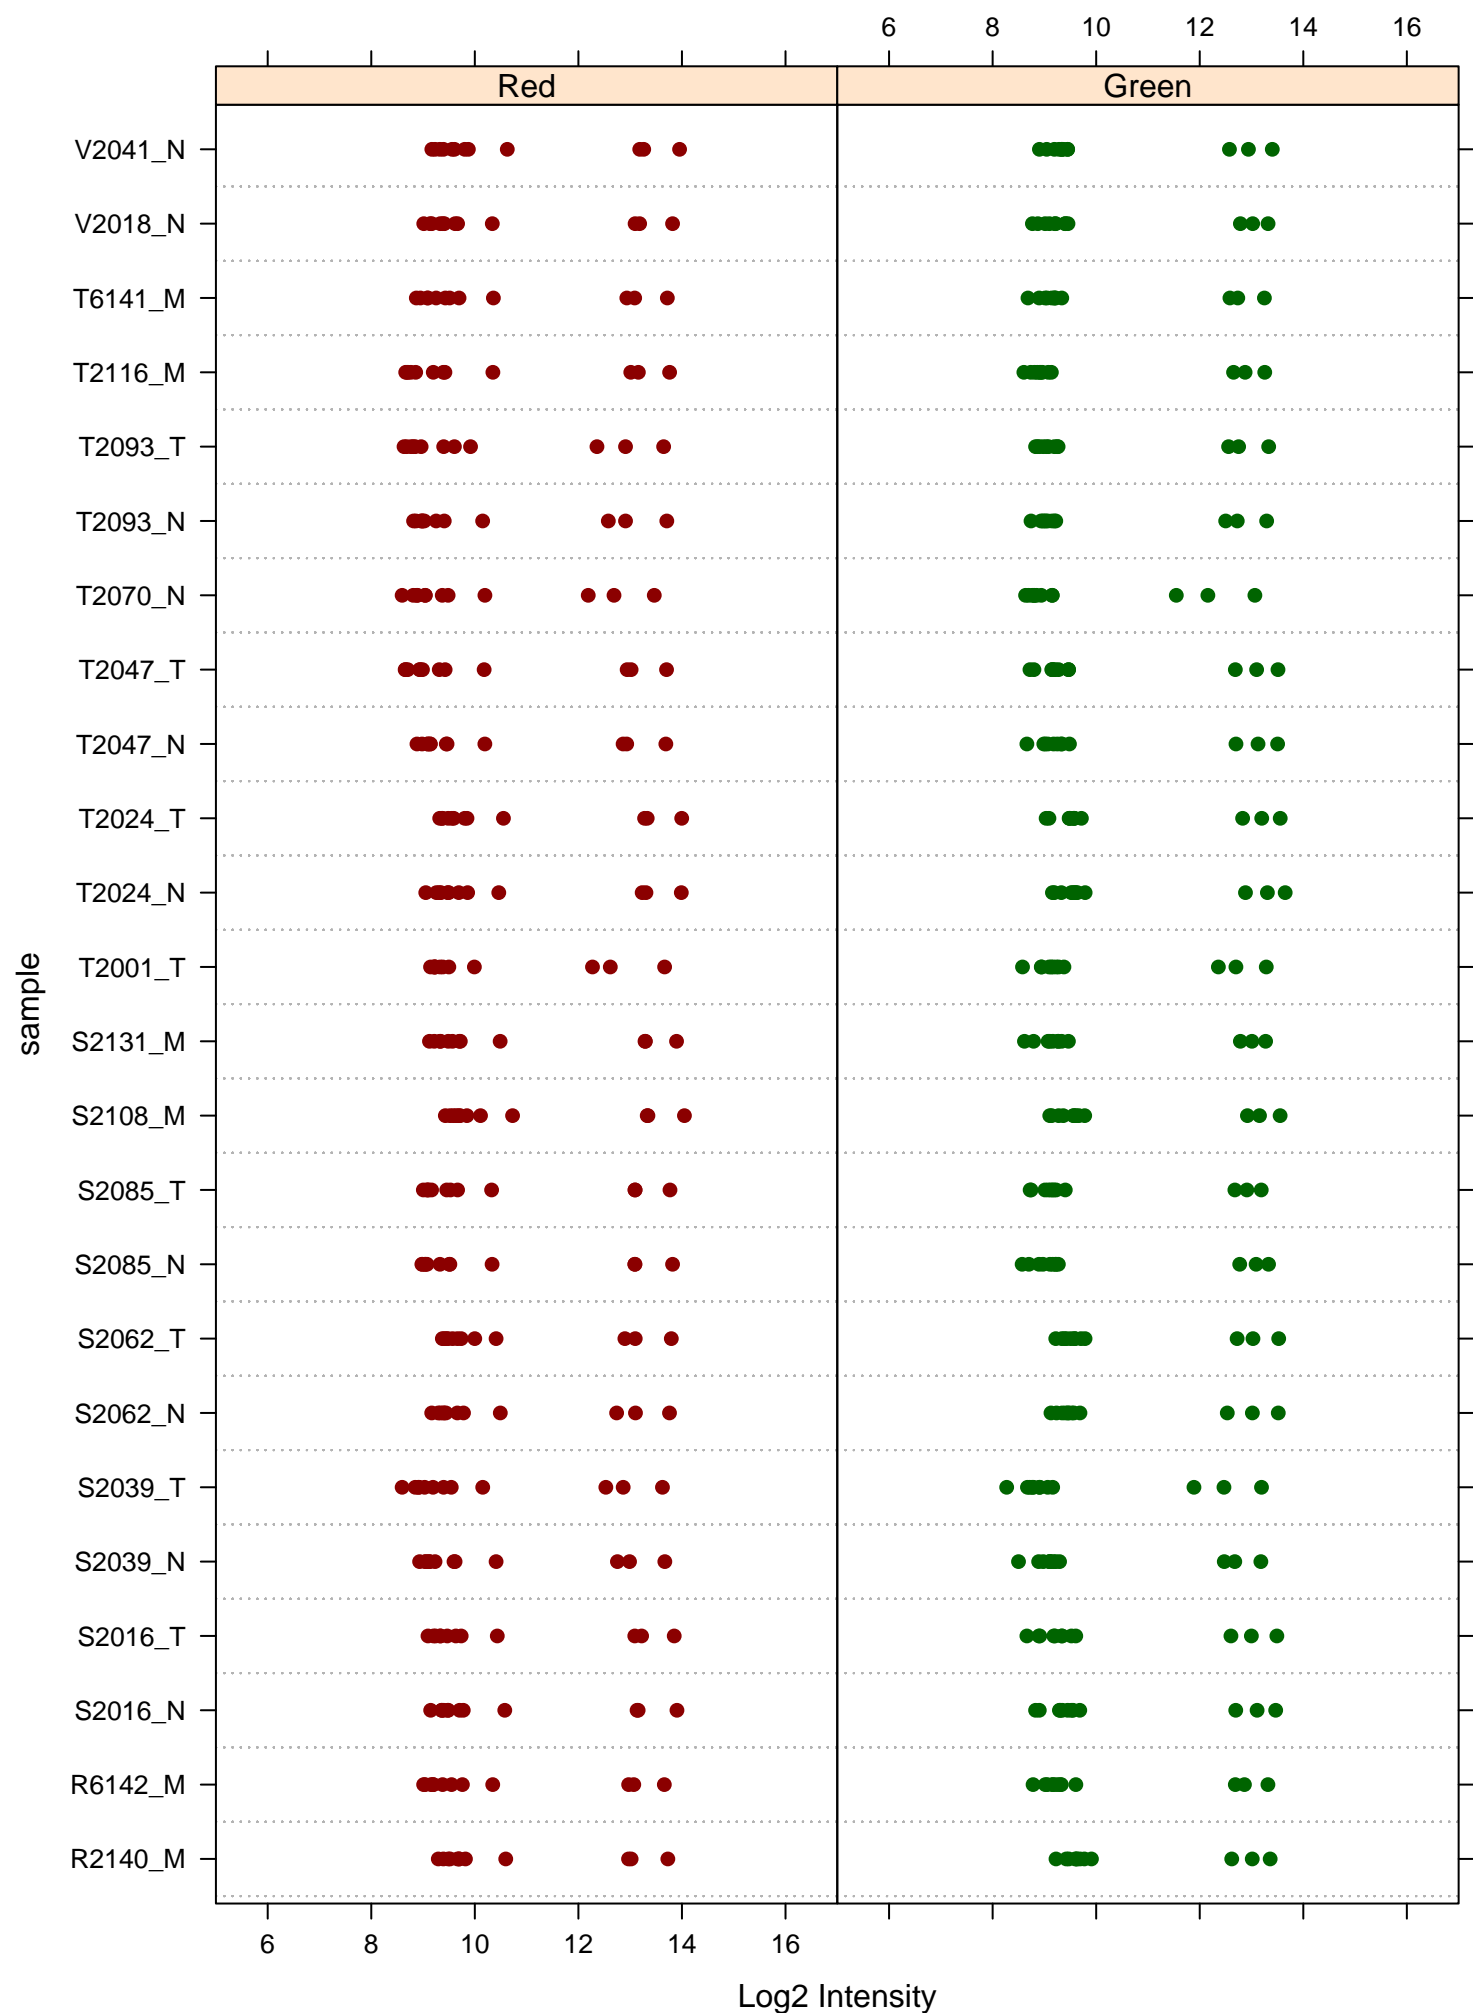 6 8 10 12 14 16
Red Green
V2041_N
V2018_N
T6141_M
T2116_M
T2093_T
T2093_N
T2070_N
T2047_T
T2047_N
T2024_T
T2024_N
T2001_T
S2131_M
S2108_M
S2085_T
S2085_N
S2062_T
S2062_N
S2039_T
S2039_N
S2016_T
S2016_N
R6142_M
R2140_M
sample
6 8 10 12 14 16
Log2 Intensity